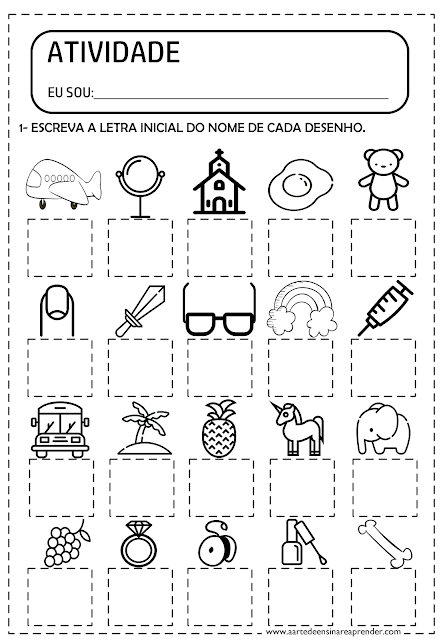 ATIVIDADE
EU SOU:
1- ESCREVA A LETRA INICIAL DO NOME DE CADA DESENHO.
www.aartedeensinareaprender.com